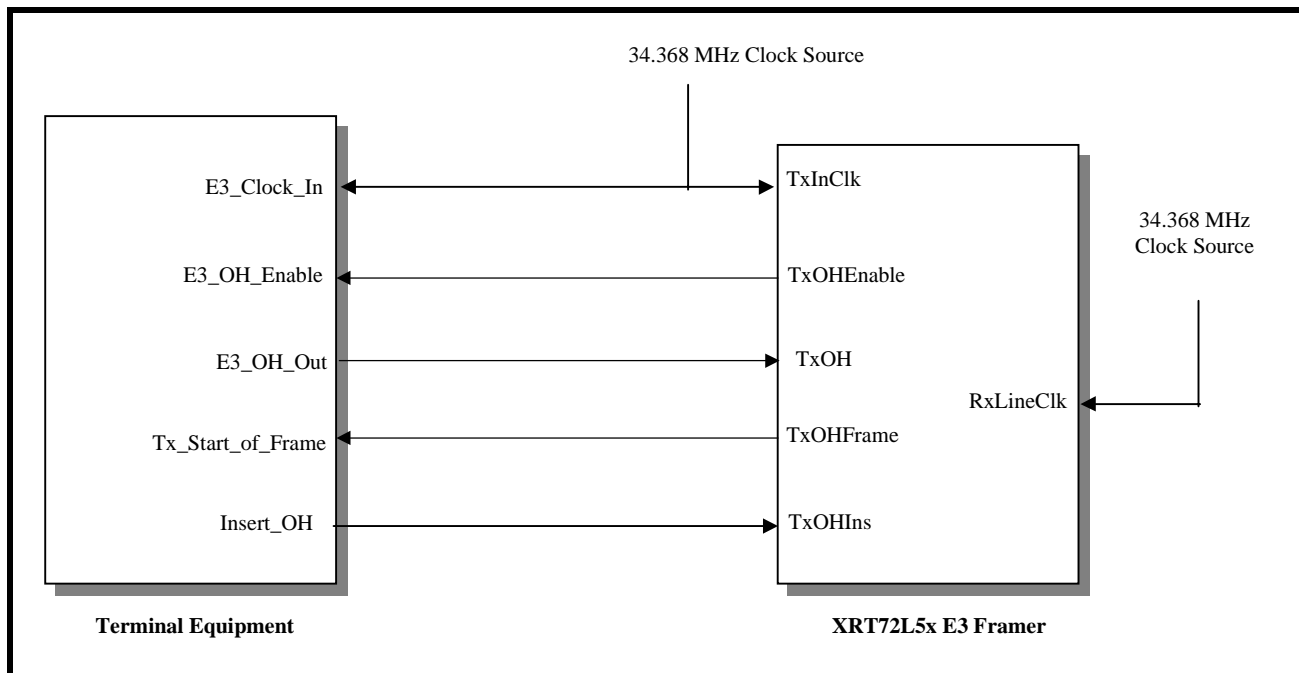 34.368 MHz Clock Source
E3_Clock_In
TxInClk
34.368 MHz
Clock Source
E3_OH_Enable
TxOHEnable
E3_OH_Out
TxOH
RxLineClk
Tx_Start_of_Frame
TxOHFrame
Insert_OH
TxOHIns
Terminal Equipment
XRT72L5x E3 Framer